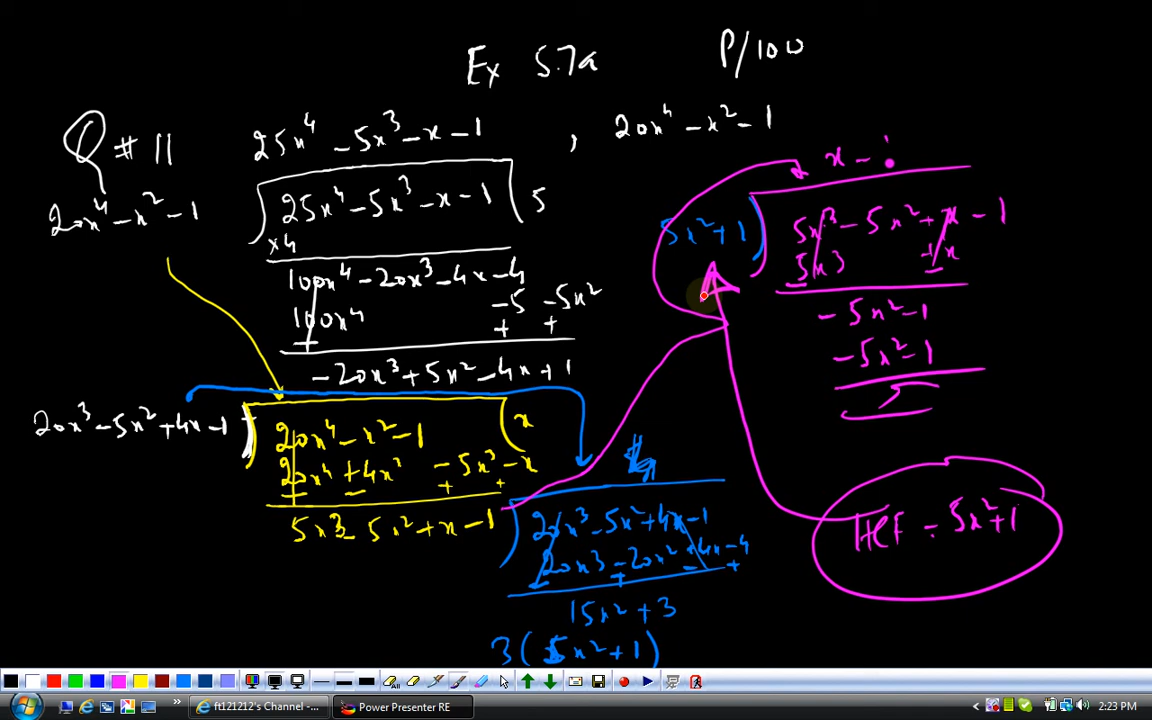 Ex 5.7a P/100
Q # 11 25x⁴ - 5x³ - x - 1 , 20x⁴ - x² - 1
20x⁴ - x² - 1 25x⁴ - 5x³ - x - 1 5
x4
100x⁴ - 20x³ - 4x - 4
100x⁴ - 5 - 5x²
+ +
- 20x³ + 5x² - 4x + 1
20x³ - 5x² + 4x - 1 20x⁴ - x² - 1 x
20x⁴ + 4x² - 5x³ - x
- - + +
5x3 - 5x² + x - 1
20x³ - 5x² + 4x - 1
20x3 - 20x² + 4x - 4
- + - +
15x² + 3
3 ( 5x² + 1 )
x - 
5x² + 1 5x³ - 5x² + x - 1
5x3 + x
- -
- 5x² - 1
- 5x² - 1
HCF = 5x² + 1
ft121212's Channel -...
Power Presenter RE
2:23 PM